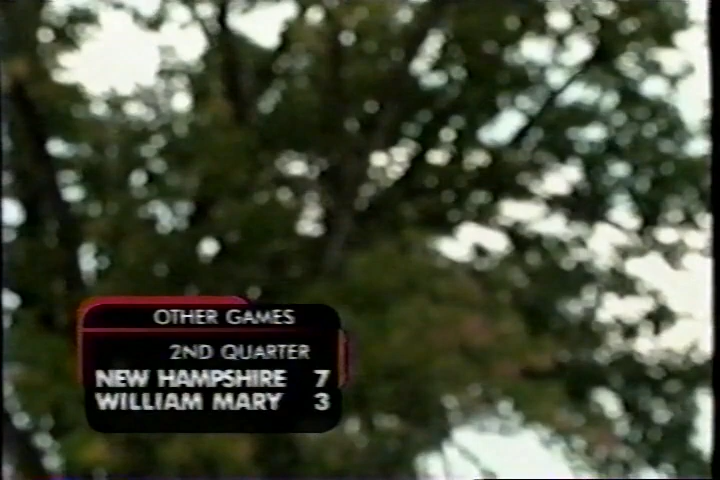 OTHER GAMES
2ND QUARTER
NEW HAMPSHIRE 7
WILLIAM MARY 3